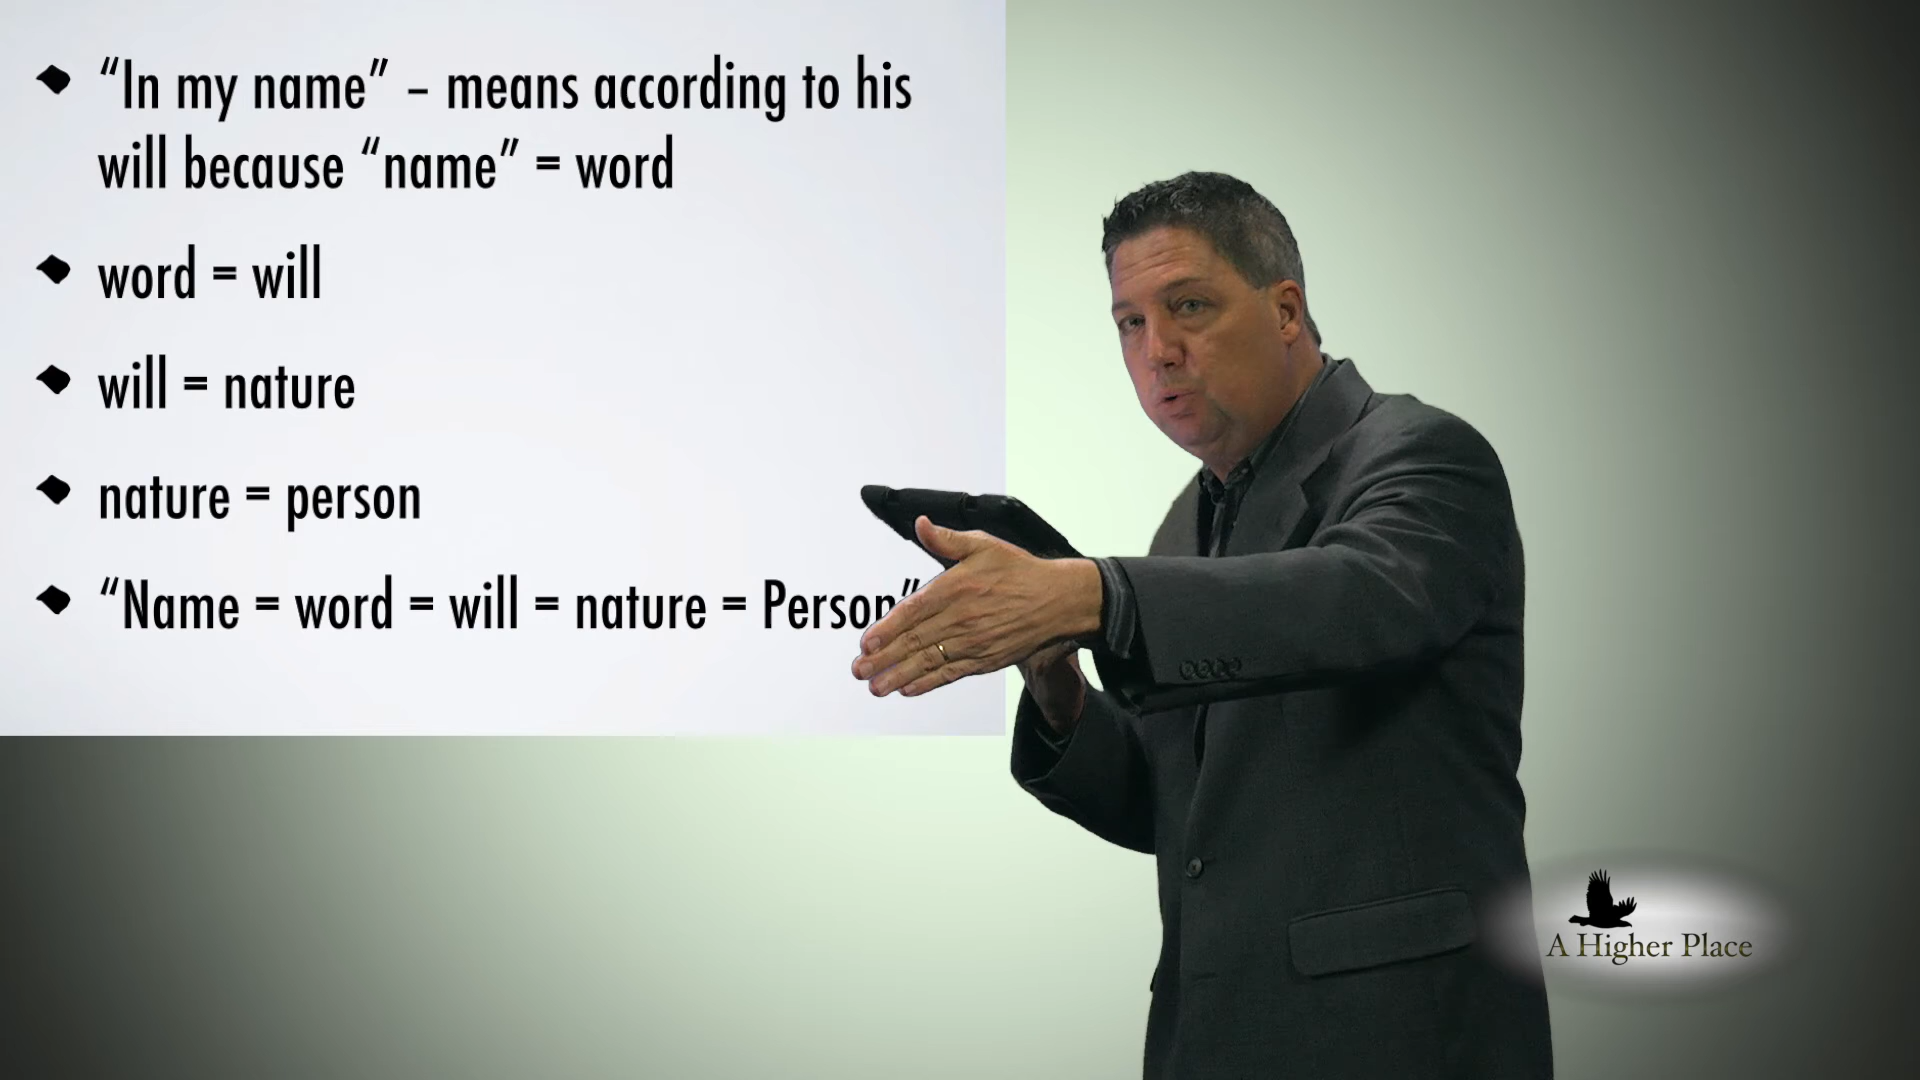 “In my name” – means according to his
will because “name” = word
word = will
will = nature
nature = person
“Name = word = will = nature = Person”
A Higher Place